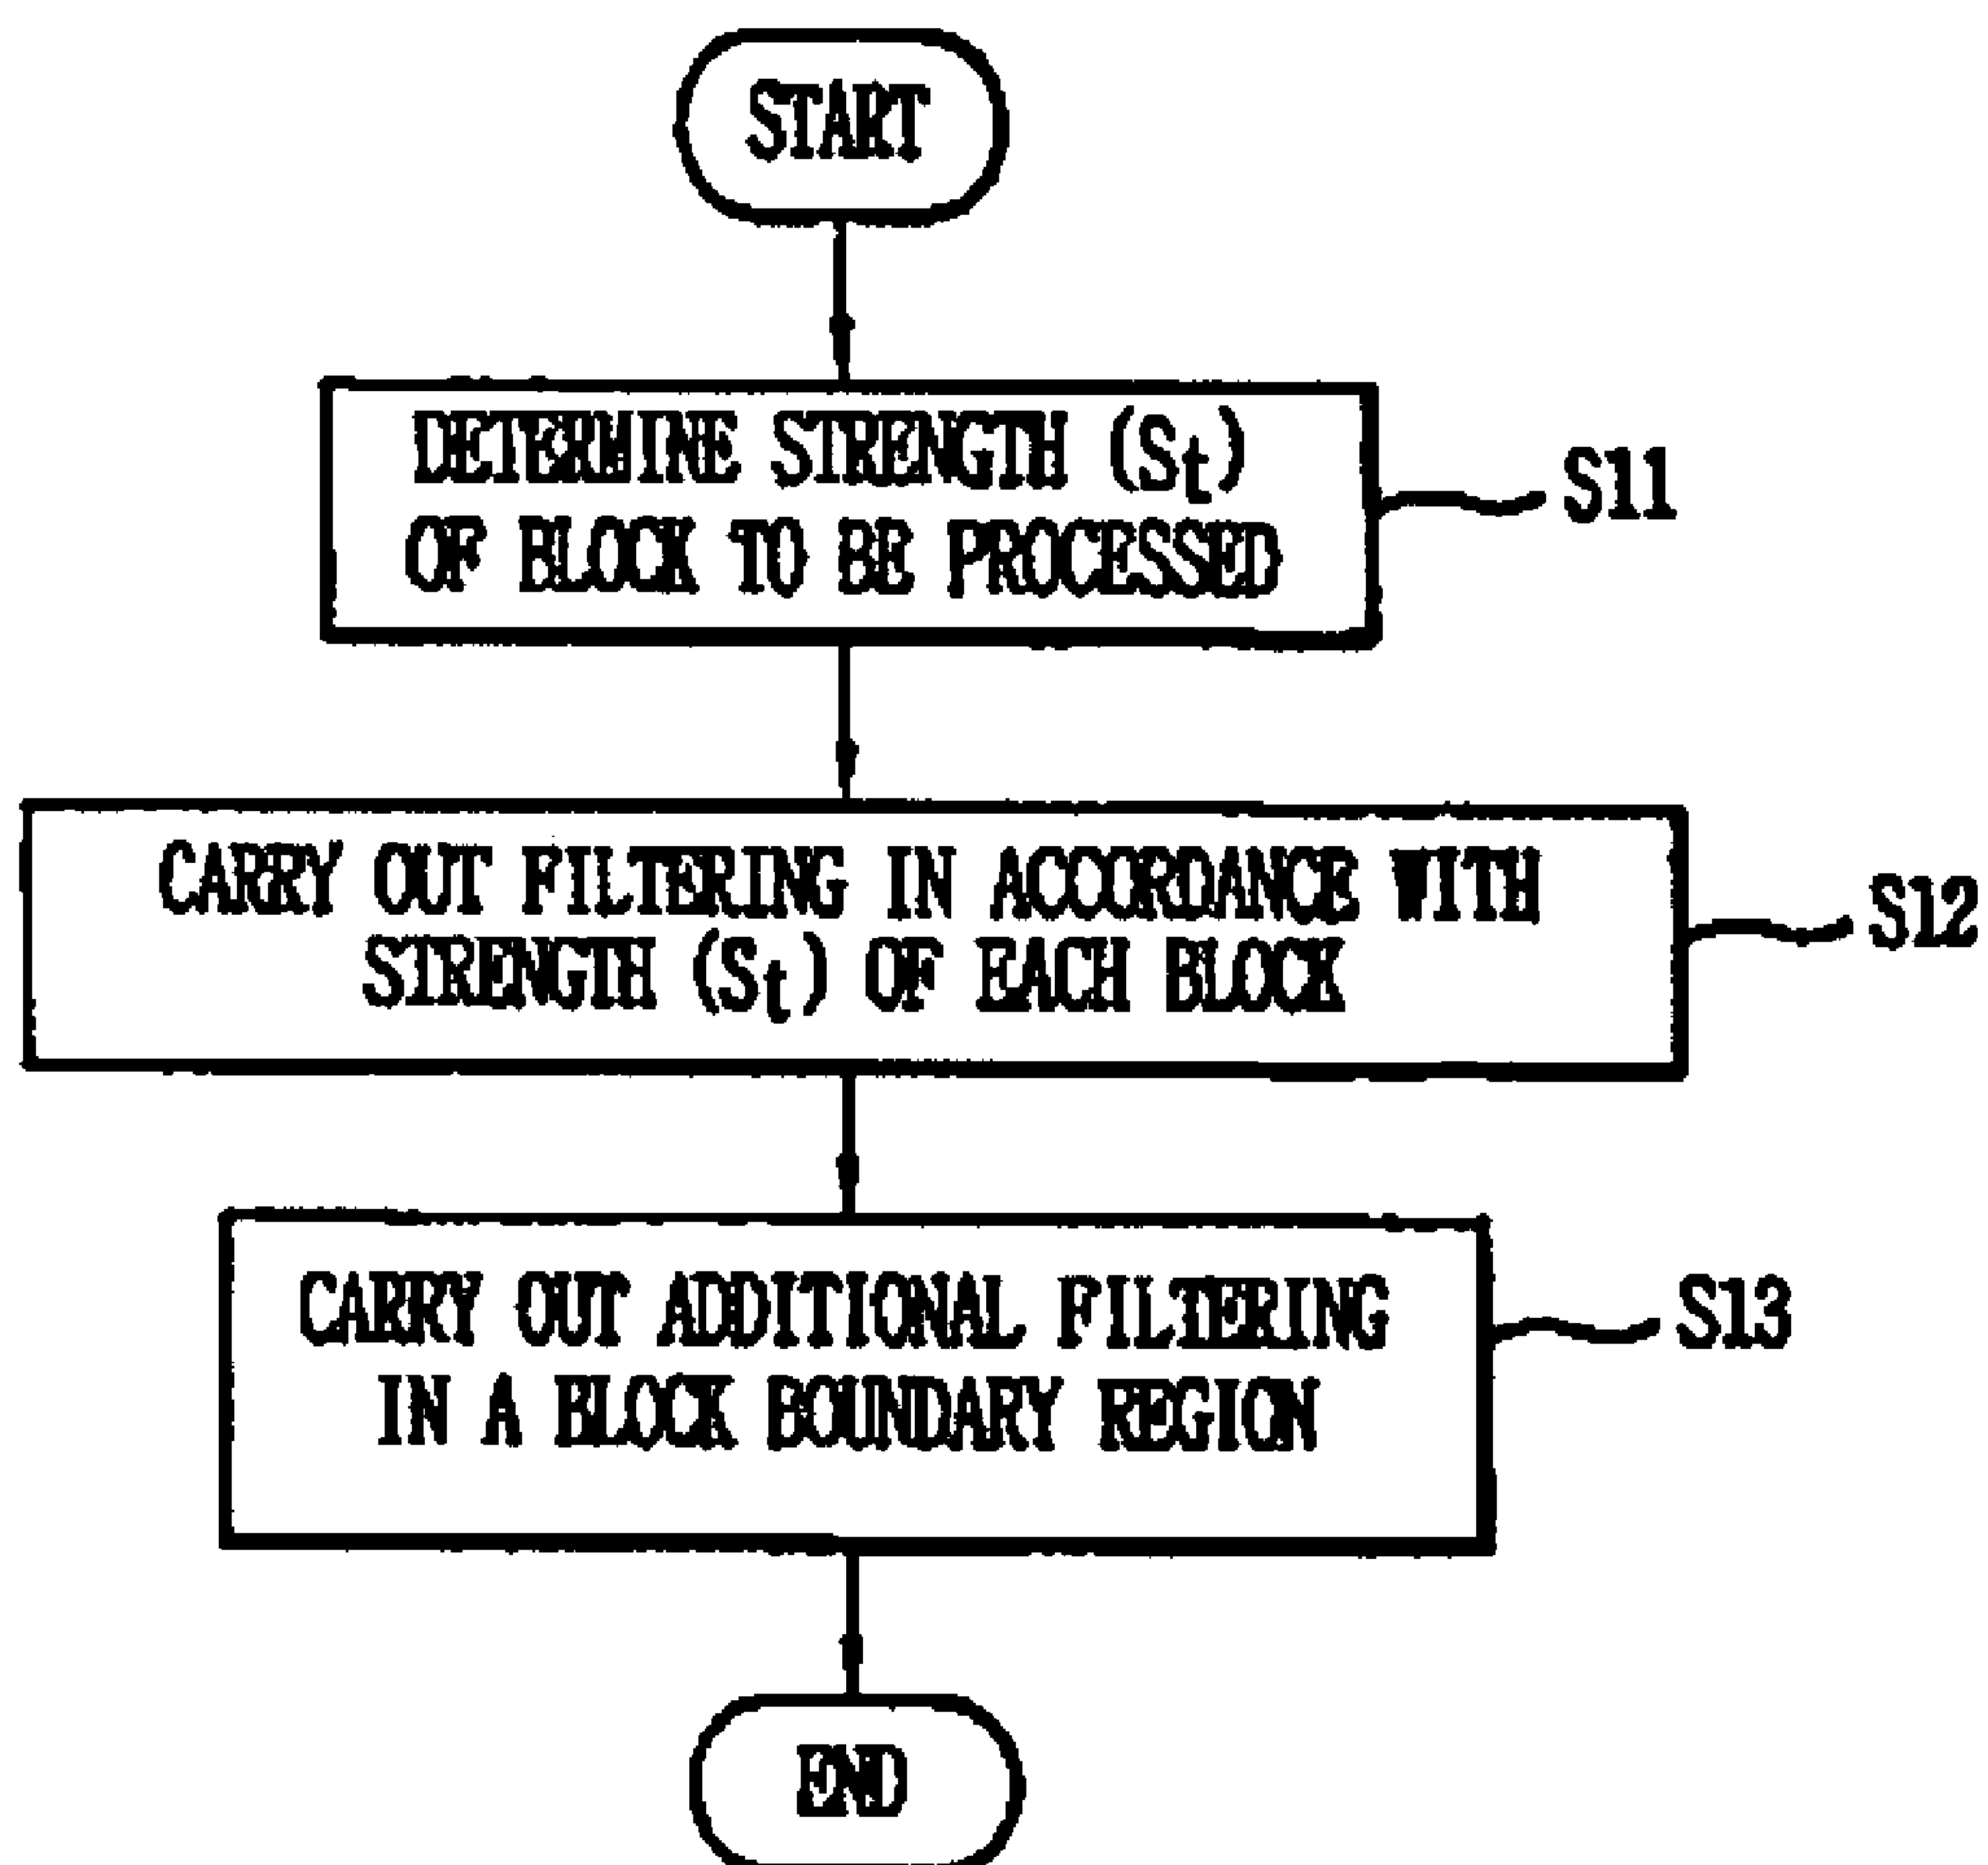 START
DETERMINE STRENGTH (St)
OF BLOCK TO BE PROCESSED
S11
CARRY OUT FILTERING IN ACCORDANCE WITH
STRENGTH (St) OF EACH BLOCK
S12
CARRY OUT ADDITIONAL FILTERING
IN A BLOCK BOUNDARY REGION
S13
END